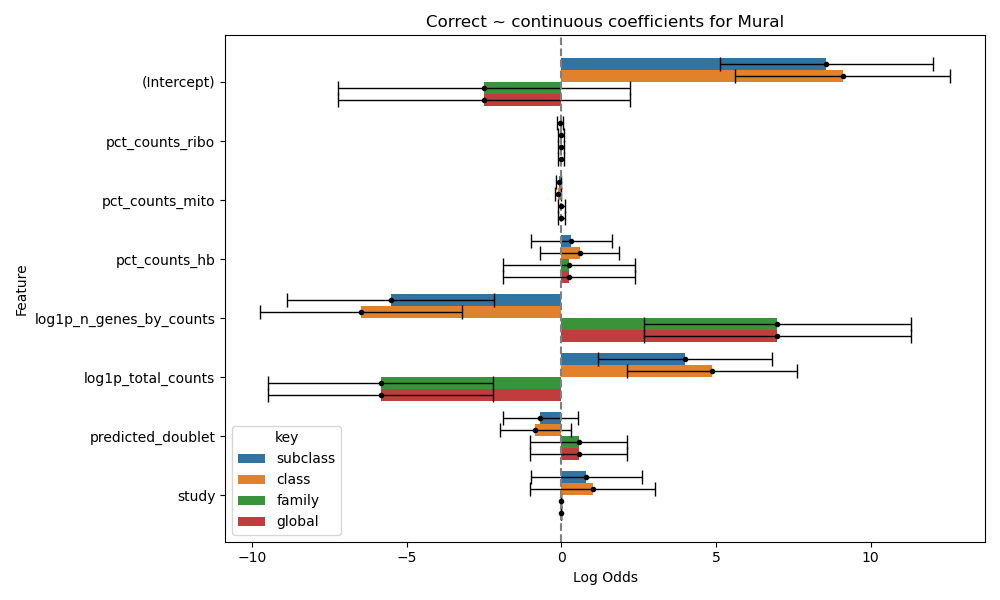 Correct ~ continuous coefficients for Mural
Feature
(Intercept)
pct_counts_ribo
pct_counts_mito
pct_counts_hb
log1p_n_genes_by_counts
log1p_total_counts
predicted_doublet
study
key
subclass
class
family
global
−10
−5
0
5
10
Log Odds